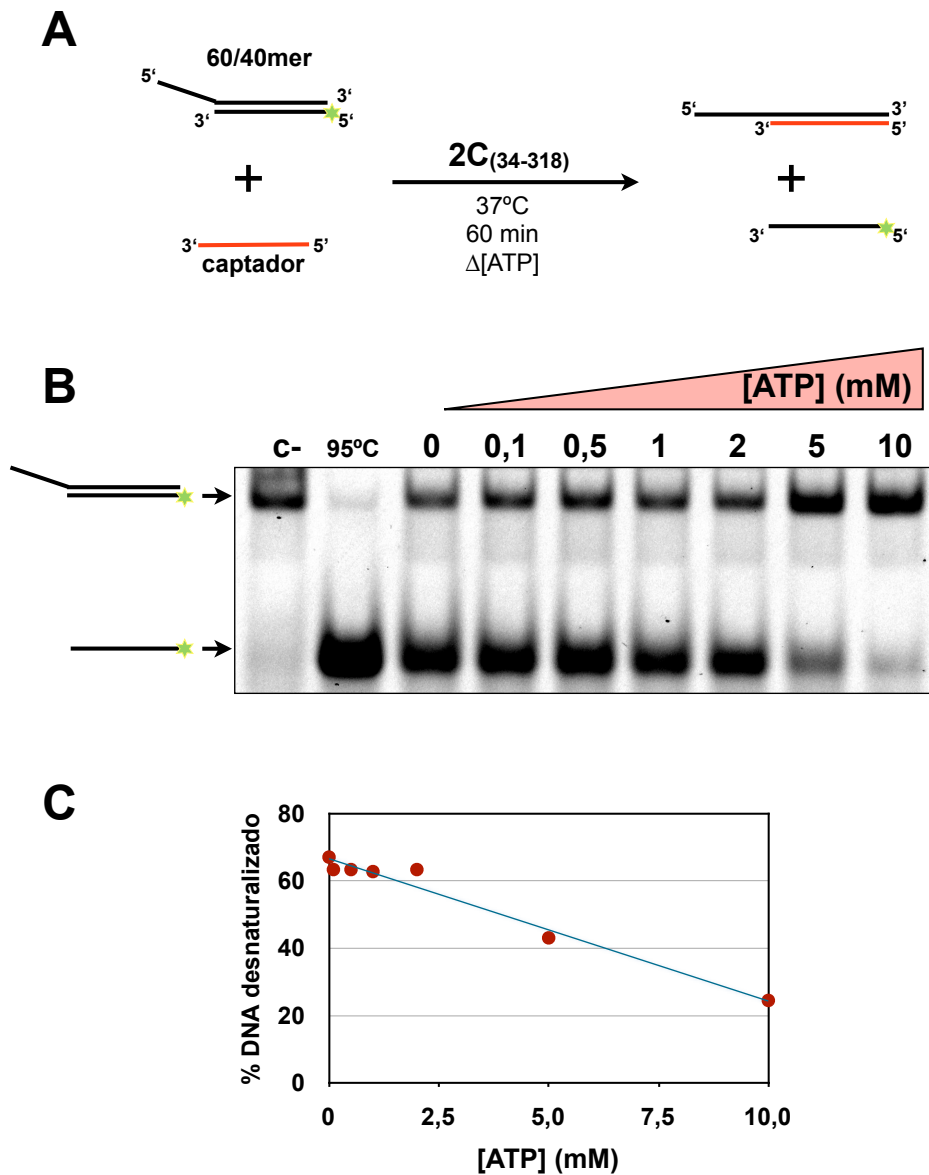 A
60/40mer
5‘
3‘
3‘
5‘
+
3‘
5’
captador
2C(34-318)
37ºC
60 min
Δ[ATP]
5‘
3’
3‘
5’
+
5‘
B
[ATP] (mM)
c- 95ºC 0 0,1 0,5 1 2 5 10
C
% DNA desnaturalizado
80
60
40
20
0
0 2,5 5,0 7,5 10,0
[ATP] (mM)